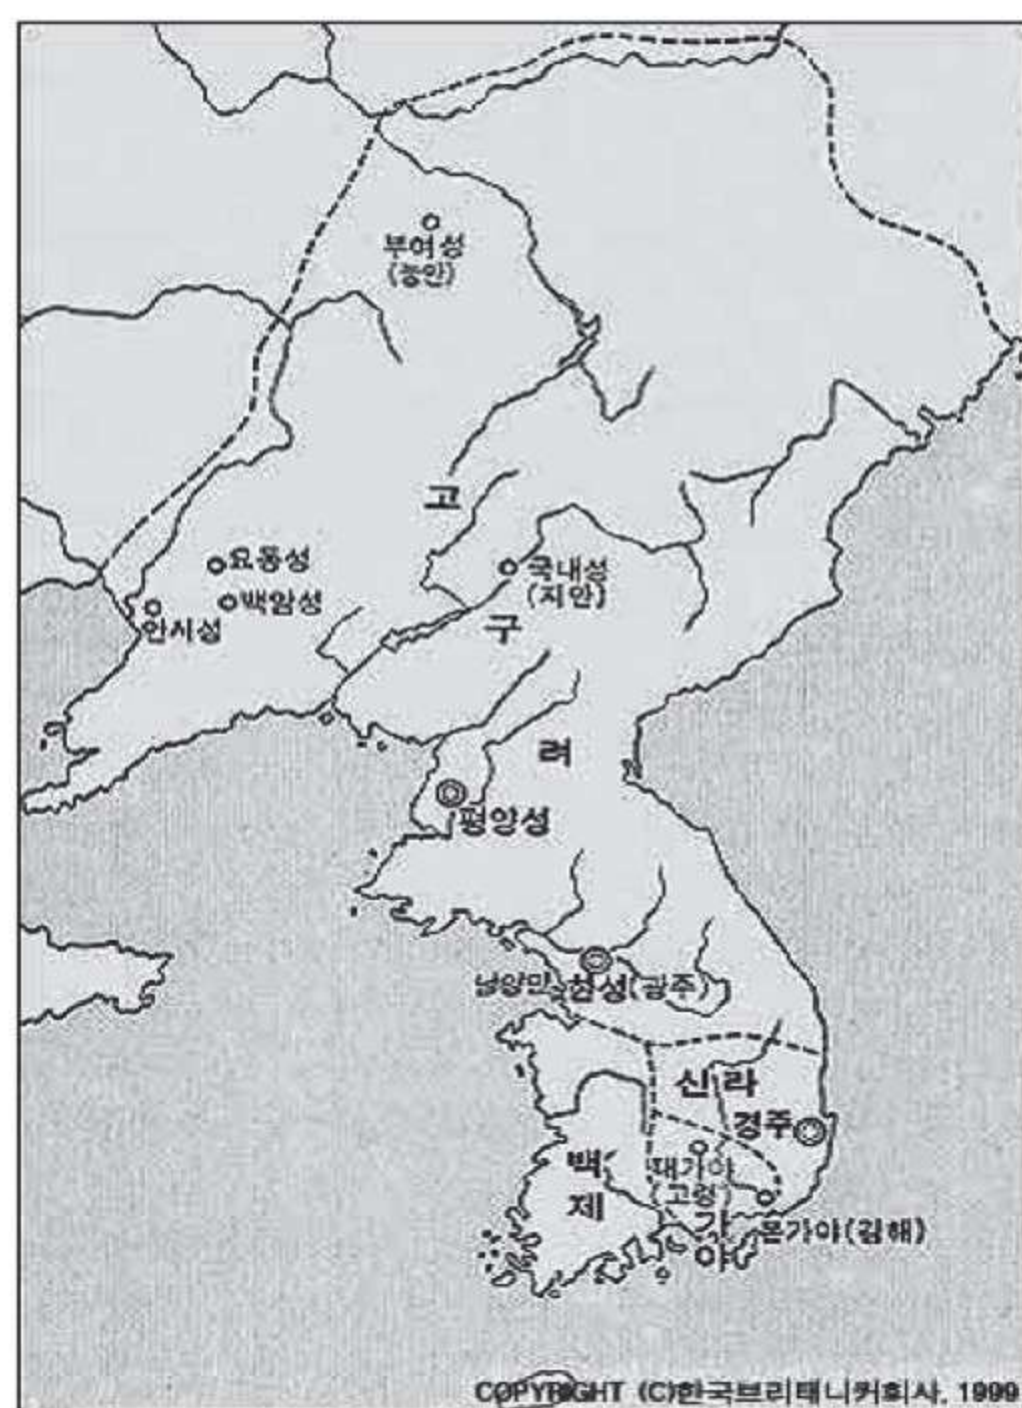 부여성
(농안)
고
요동성
국내성
(지안)
백암성
안시성
구
려
평양성
남양만
한성(광주)
신라
경주
백
제
대가야
(고령)
가
야
본가야(김해)
COPYRIGHT (C)한국브리태니커회사, 1999